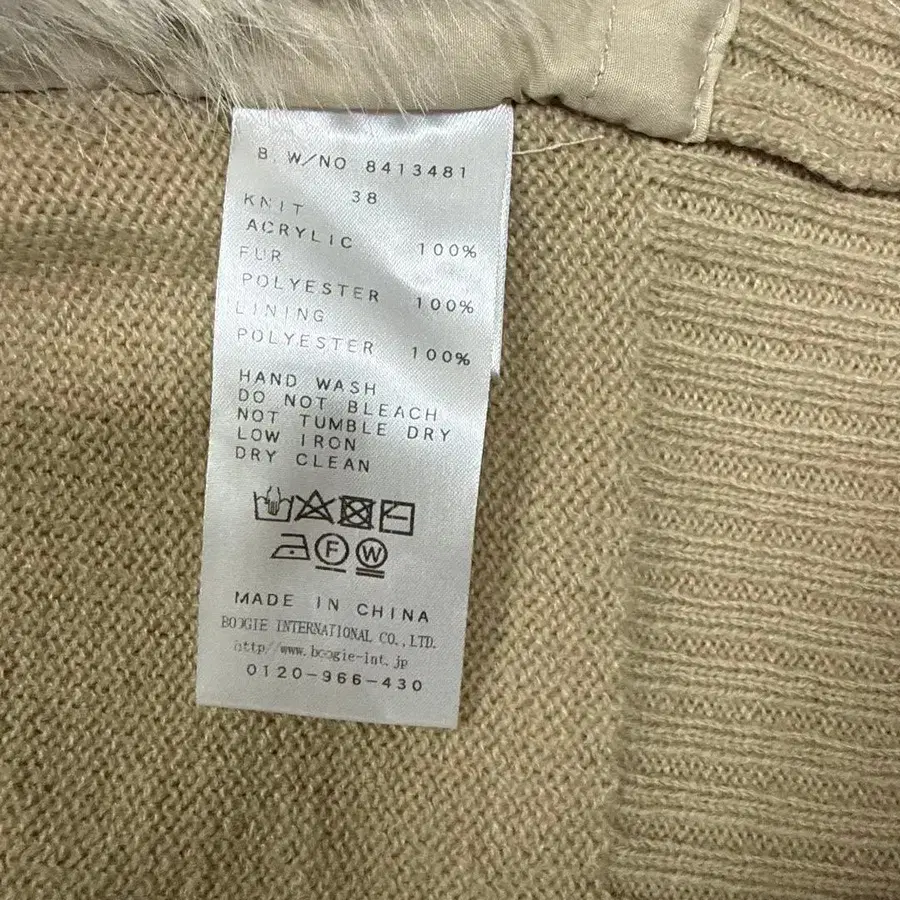 B.W/NO 8413481
38
KNIT
ACRYLIC 100%
FUR
POLYESTER 100%
LINING
POLYESTER 100%
HAND WASH
DO NOT BLEACH
NOT TUMBLE DRY
LOW IRON
DRY CLEAN
F W
MADE IN CHINA
BOOGIE INTERNATIONAL CO.,LTD.
http//www.boogie-int.jp
0120-966-430